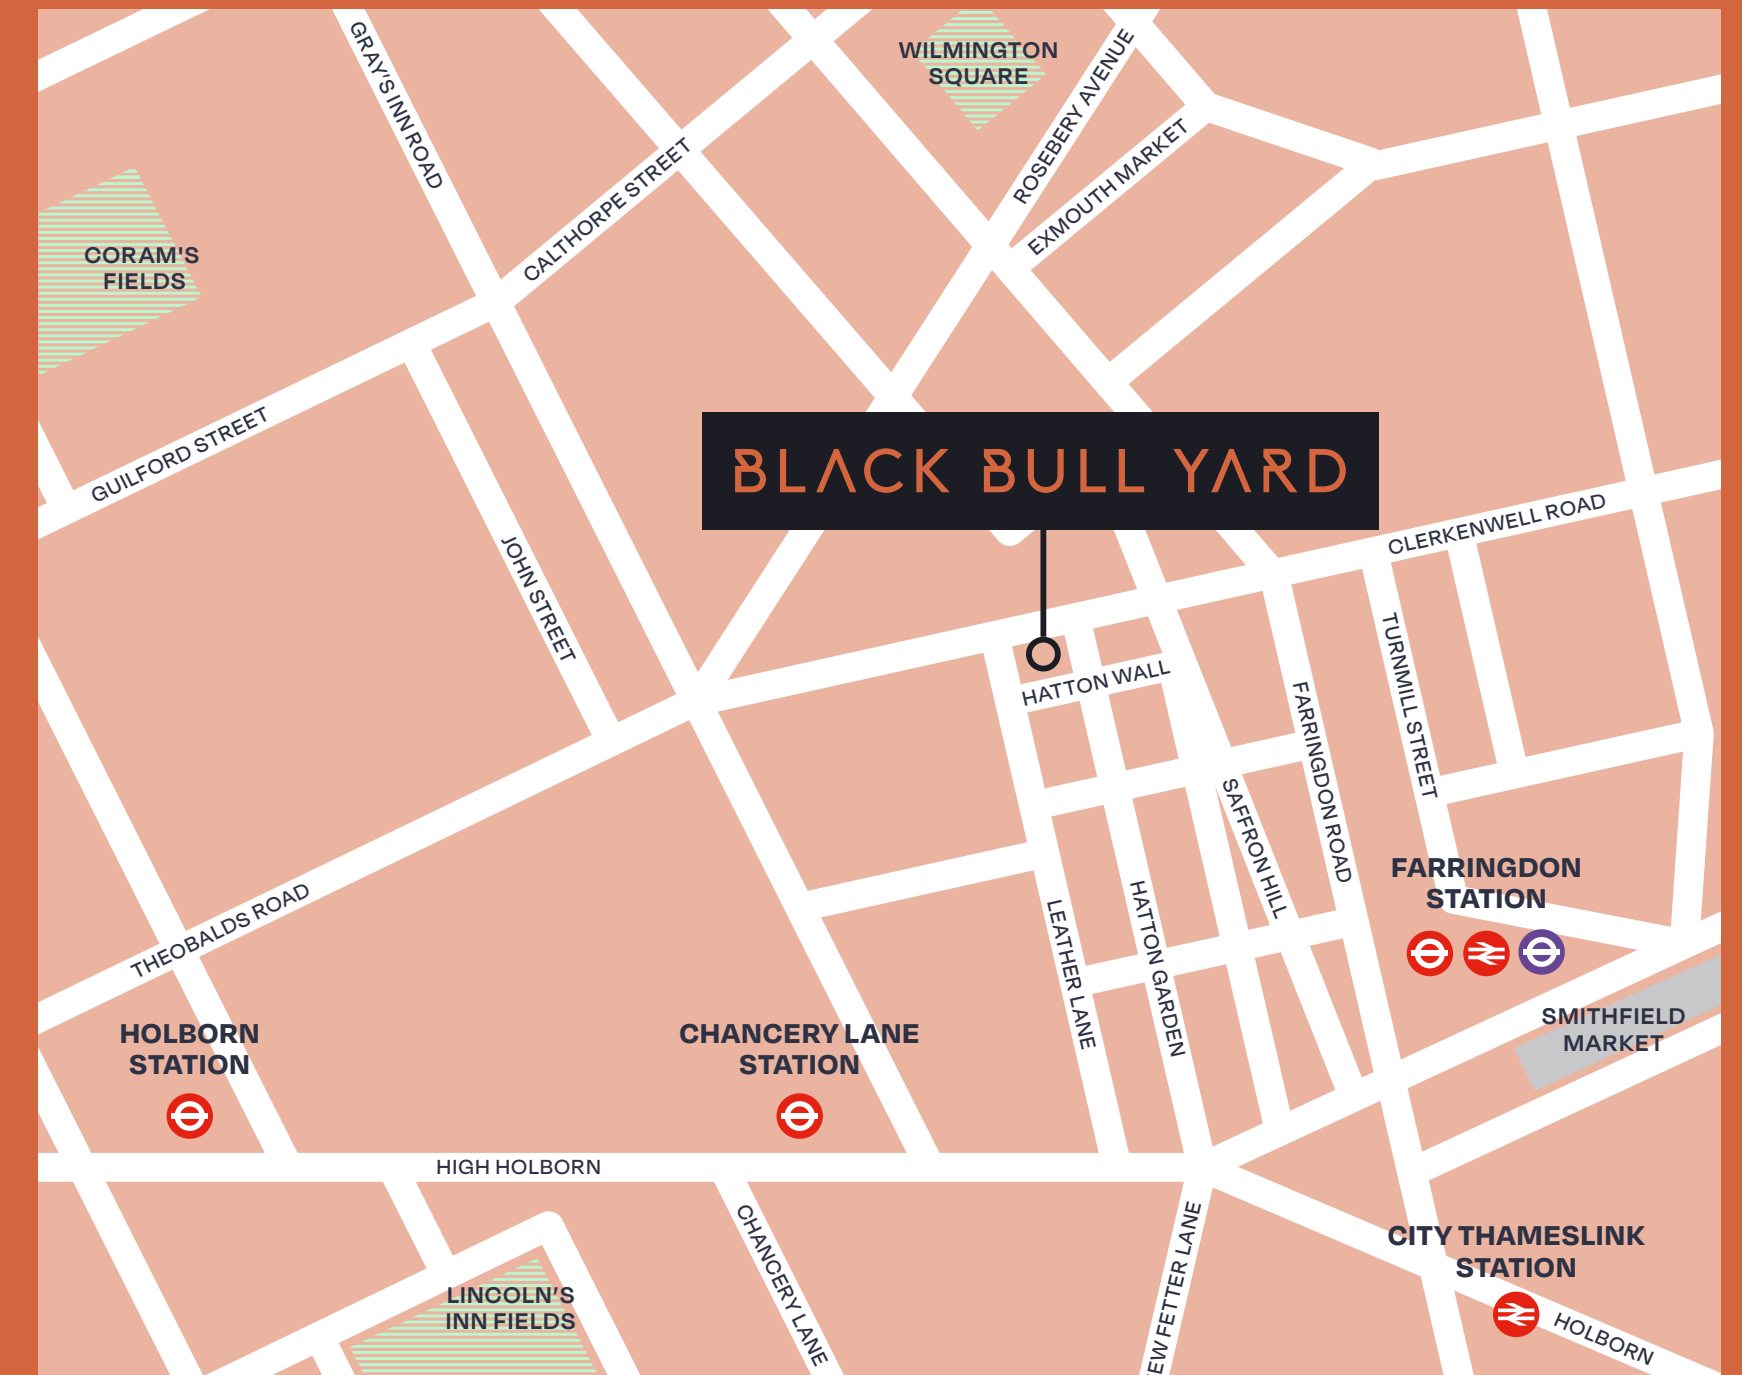 WILMINGTON
SQUARE
GRAY'S INN ROAD
ROSEBERY AVENUE
EXMOUTH MARKET
CALTHORPE STREET
CORAM'S
FIELDS
GUILFORD STREET
BLACK BULL YARD
CLERKENWELL ROAD
JOHN STREET
HATTON WALL
TURNMILL STREET
FARRINGDON ROAD
SAFFRON HILL
FARRINGDON
STATION
THEOBALDS ROAD
LEATHER LANE
HATTON GARDEN
SMITHFIELD
MARKET
HOLBORN
STATION
CHANCERY LANE
STATION
HIGH HOLBORN
CHANCERY LANE
EW FETTER LANE
CITY THAMESLINK
STATION
LINCOLN’S
INN FIELDS
HOLBORN